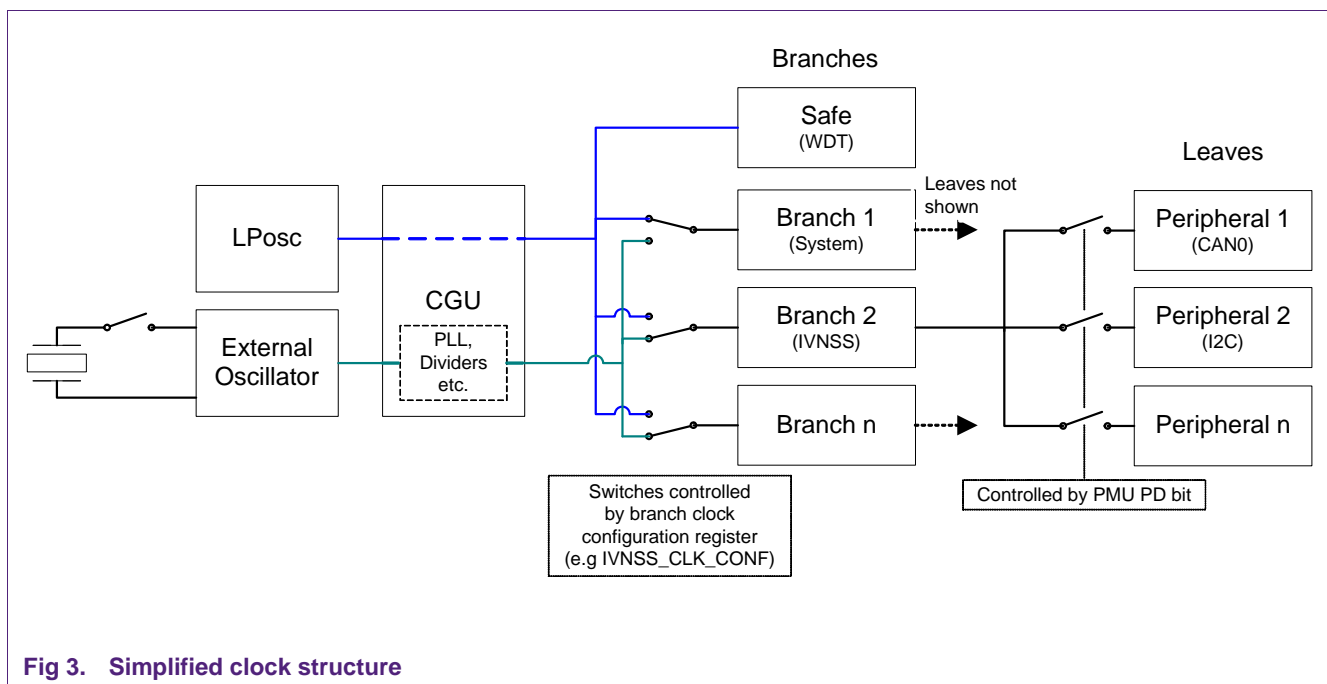 Branches
Safe
(WDT)
Leaves
LPosc
Leaves not
shown
Branch 1
(System)
Peripheral 1
(CAN0)
CGU
External
Oscillator
PLL,
Dividers
etc.
Branch 2
(IVNSS)
Peripheral 2
(I2C)
Branch n
Peripheral n
Switches controlled
by branch clock
configuration register
(e.g IVNSS_CLK_CONF)
Controlled by PMU PD bit
Fig 3. Simplified clock structure